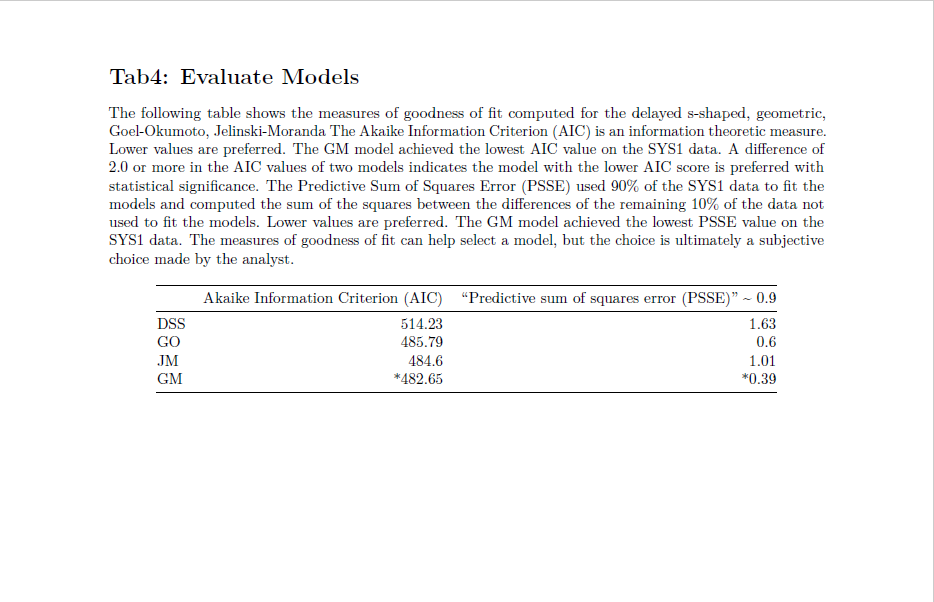 Tab4: Evaluate Models
The following table shows the measures of goodness of fit computed for the delayed s-shaped, geometric,
Goel-Okumoto, Jelinski-Moranda The Akaike Information Criterion (AIC) is an information theoretic measure.
Lower values are preferred. The GM model achieved the lowest AIC value on the SYS1 data. A difference of
2.0 or more in the AIC values of two models indicates the model with the lower AIC score is preferred with
statistical significance. The Predictive Sum of Squares Error (PSSE) used 90% of the SYS1 data to fit the
models and computed the sum of the squares between the differences of the remaining 10% of the data not
used to fit the models. Lower values are preferred. The GM model achieved the lowest PSSE value on the
SYS1 data. The measures of goodness of fit can help select a model, but the choice is ultimately a subjective
choice made by the analyst.
Akaike Information Criterion (AIC) “Predictive sum of squares error (PSSE)” ~ 0.9
DSS 514.23 1.63
GO 485.79 0.6
JM 484.6 1.01
GM *482.65 *0.39